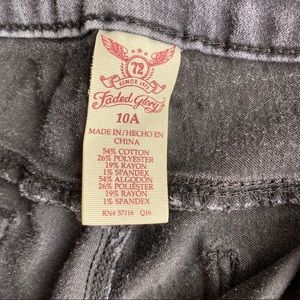 72
SINCE 1972
Faded Glory
10A
MADE IN/HECHO EN
CHINA
54% COTTON
26% POLYESTER
19% RAYON
1% SPANDEX
54% ALGODON
26% POLIÉSTER
19% RAYON
1% SPANDEX
RN# 57116 Q16